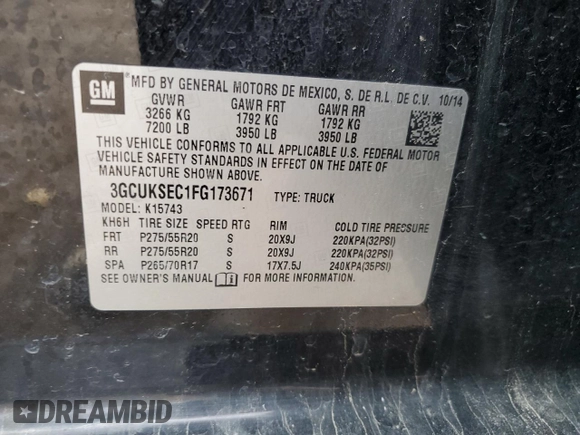 GM
*MFD BY GENERAL MOTORS DE MEXICO, S. DE R.L. DE C.V. 10/14
GVWR GAWR FRT GAWR RR
3266 KG 1792 KG 1792 KG
7200 LB 3950 LB 3950 LB
THIS VEHICLE CONFORMS TO ALL APPLICABLE U.S. FEDERAL MOTOR
VEHICLE SAFETY STANDARDS IN EFFECT ON THE DATE OF
MANUFACTURE SHOWN ABOVE.
3GCUKSEC1FG173671 TYPE: TRUCK
MODEL: K15743
KH6H TIRE SIZE SPEED RTG RIM COLD TIRE PRESSURE
FRT P275/55R20 S 20X9J 220KPA(32PSI)
RR P275/55R20 S 20X9J 220KPA(32PSI)
SPA P265/70R17 S 17X7.5J 240KPA(35PSI)
SEE OWNER'S MANUAL FOR MORE INFORMATION.
DREAMBID